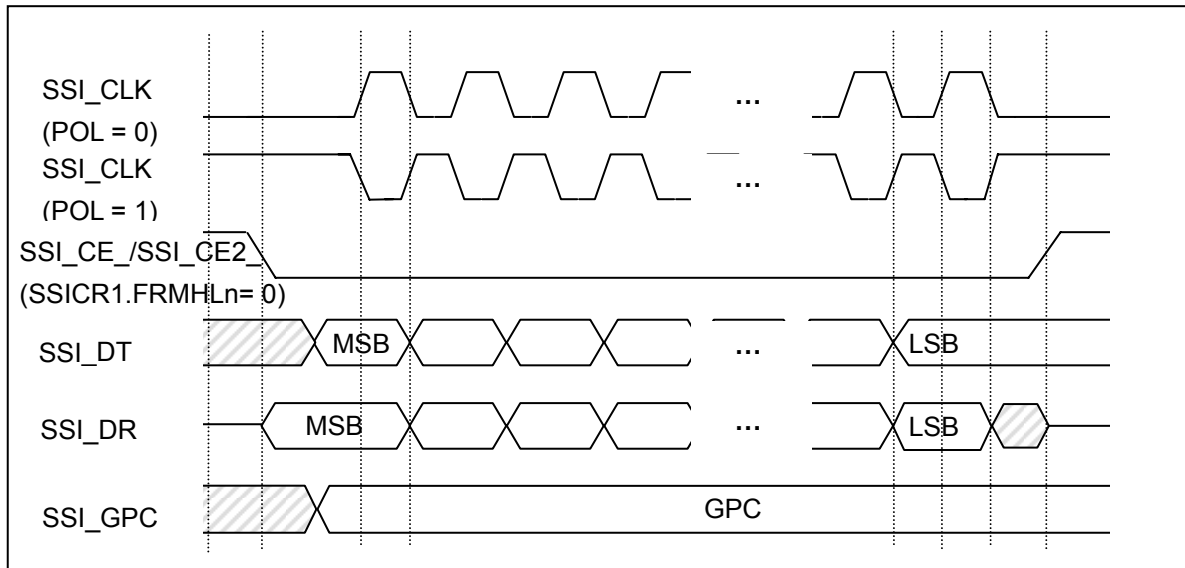 SSI_CLK
(POL = 0)
...
SSI_CLK
(POL = 1)
...
SSI_CE_/SSI_CE2_
(SSICR1.FRMHLn= 0)
SSI_DT
MSB
...
LSB
SSI_DR
MSB
...
LSB
SSI_GPC
GPC